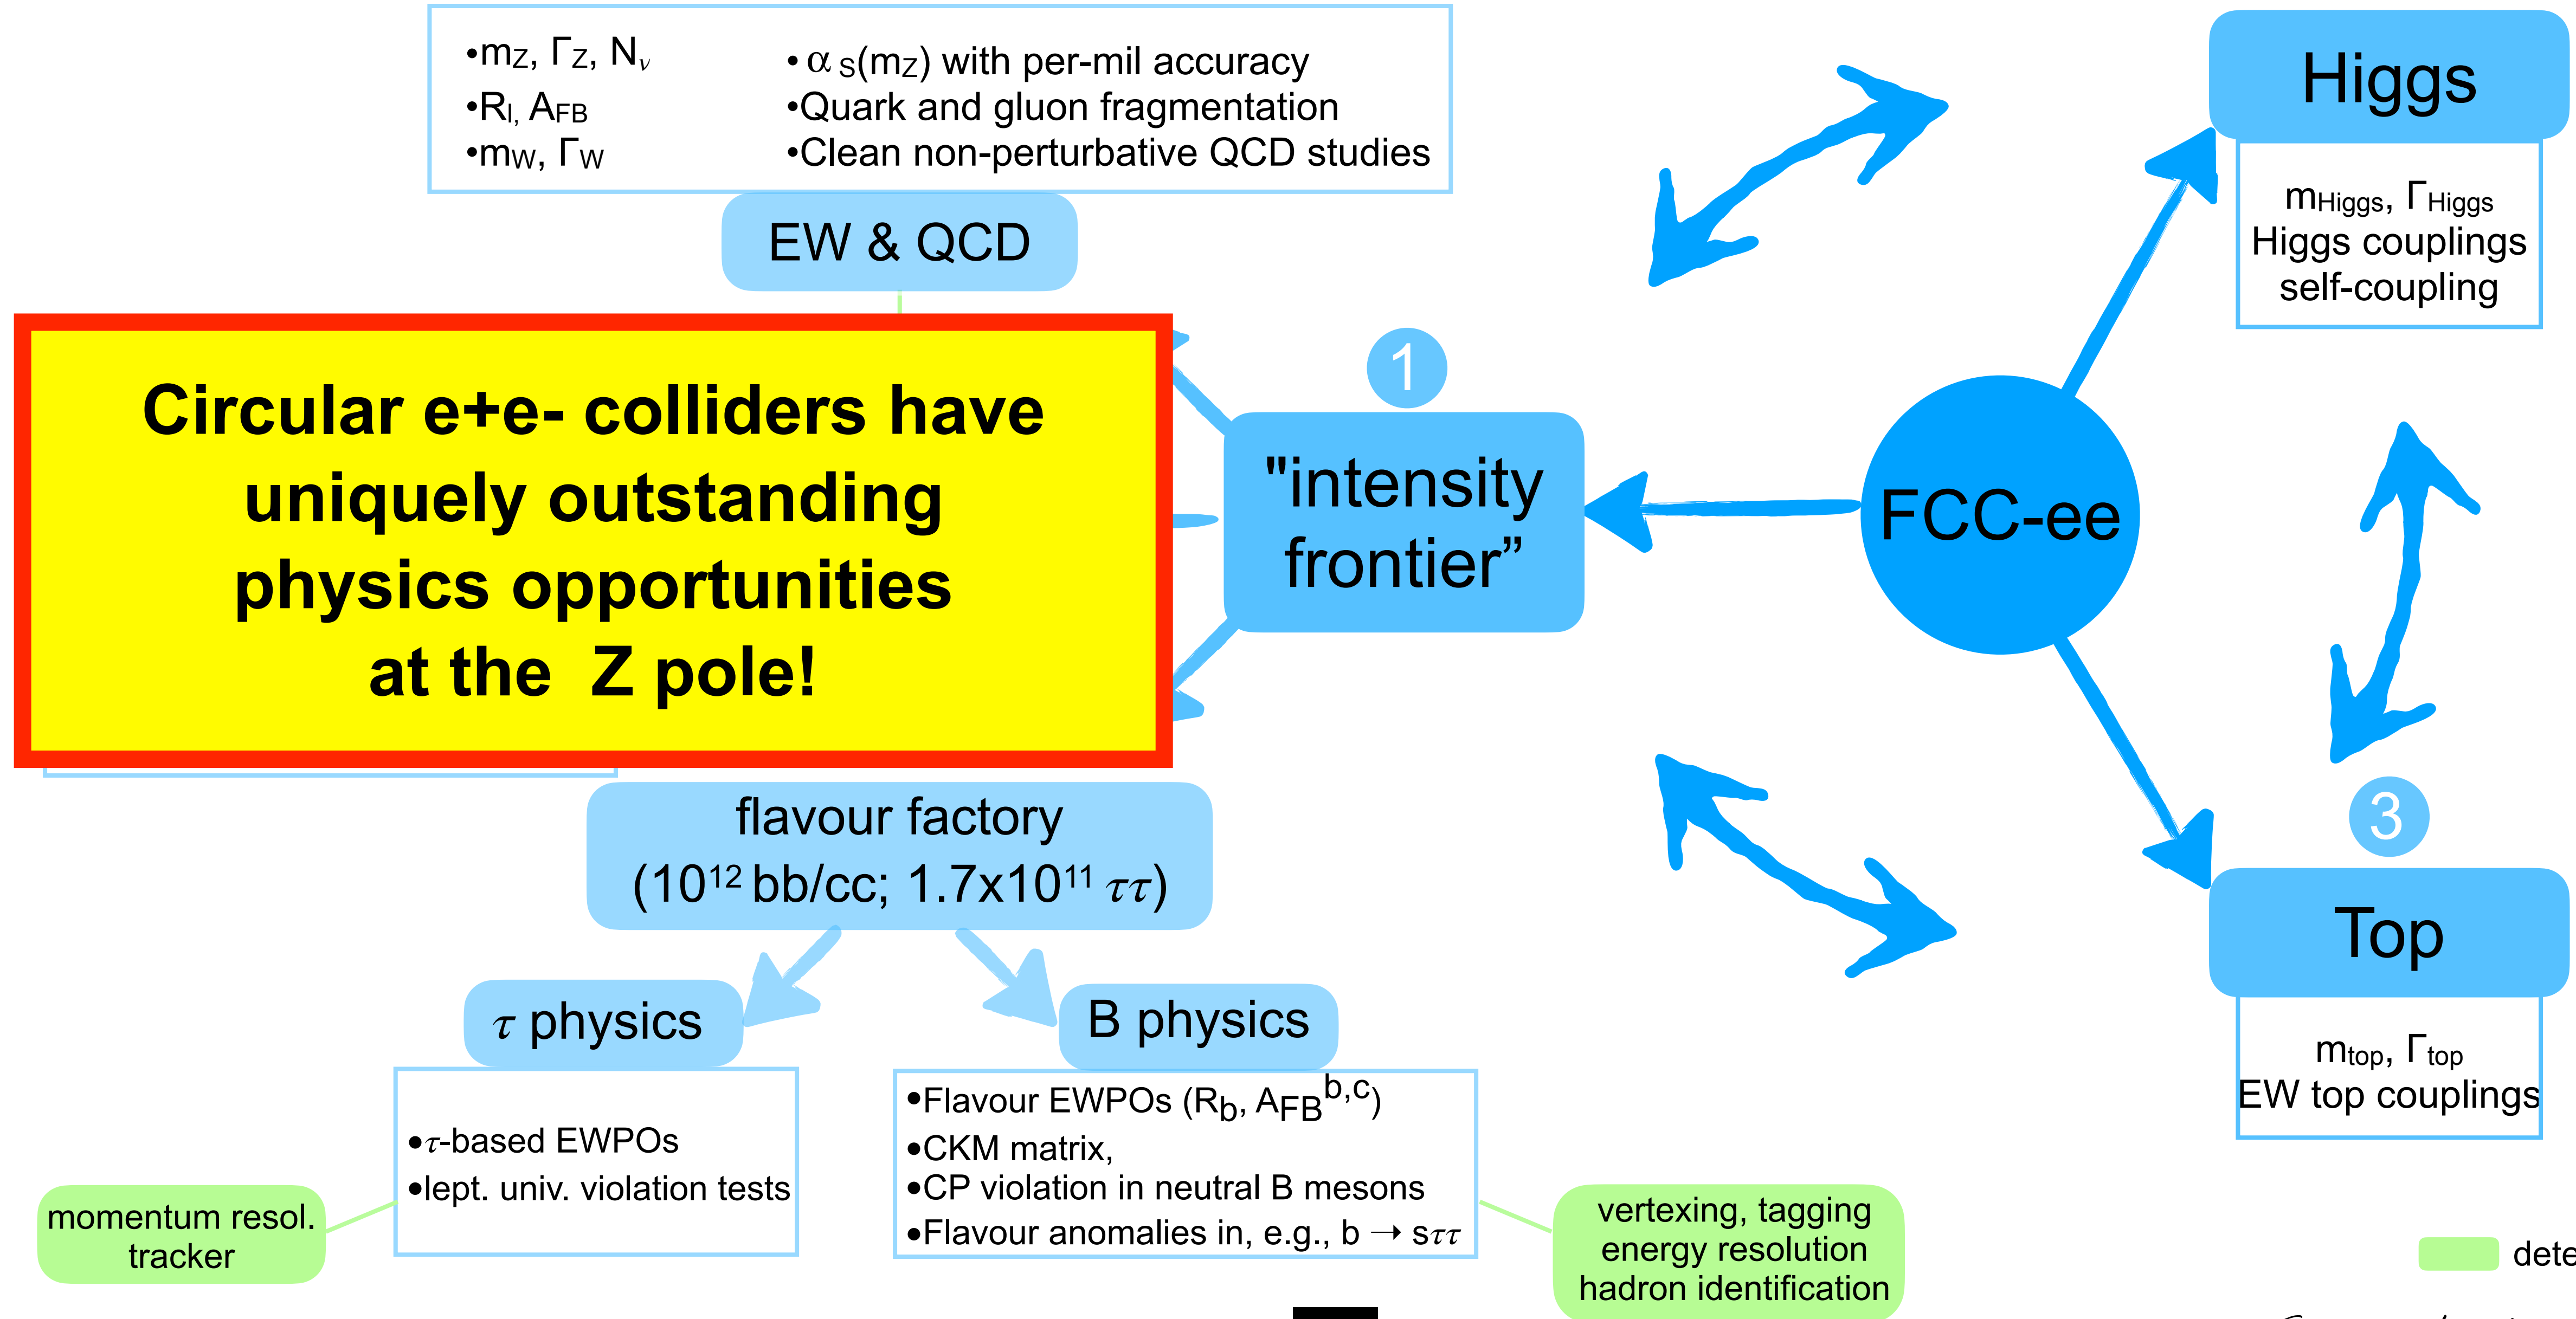 •mZ, ΓZ, Nν
•Rl, AFB
•mW, ΓW
•αS(mZ) with per-mil accuracy
•Quark and gluon fragmentation
•Clean non-perturbative QCD studies
EW & QCD
Circular e+e- colliders have
uniquely outstanding
physics opportunities
at the Z pole!
1
"intensity
frontier”
FCC-ee
Higgs
mHiggs, ΓHiggs
Higgs couplings
self-coupling
3
Top
mtop, Γtop
EW top couplings
flavour factory
(10¹² bb/cc; 1.7x10¹¹ ττ)
τ physics
•τ-based EWPOs
•lept. univ. violation tests
momentum resol.
tracker
B physics
•Flavour EWPOs (Rb, AFB^b,c)
•CKM matrix,
•CP violation in neutral B mesons
•Flavour anomalies in, e.g., b → sττ
vertexing, tagging
energy resolution
hadron identification